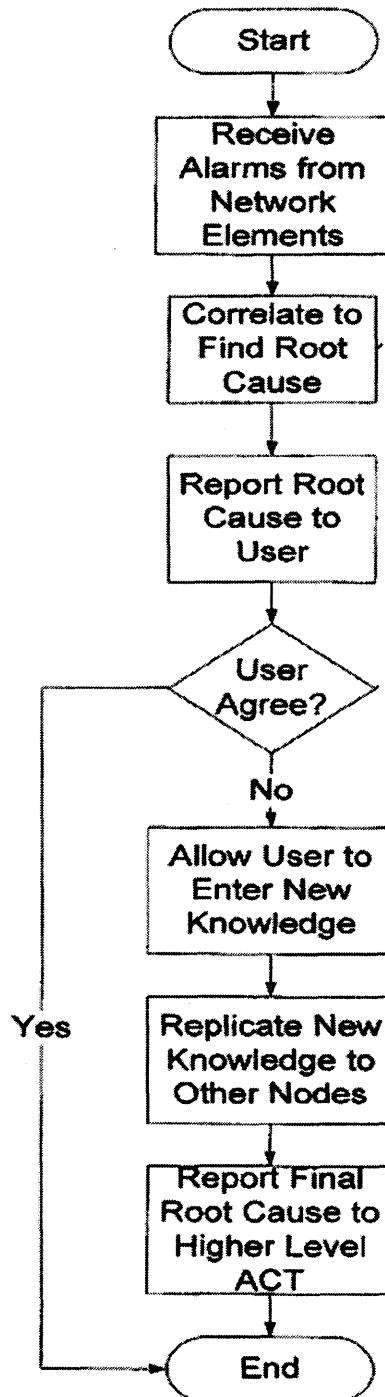 Start
Receive
Alarms from
Network
Elements
Correlate to
Find Root
Cause
Report Root
Cause to
User
User
Agree?
No
Allow User to
Enter New
Knowledge
Yes
Replicate New
Knowledge to
Other Nodes
Report Final
Root Cause to
Higher Level
ACT
End